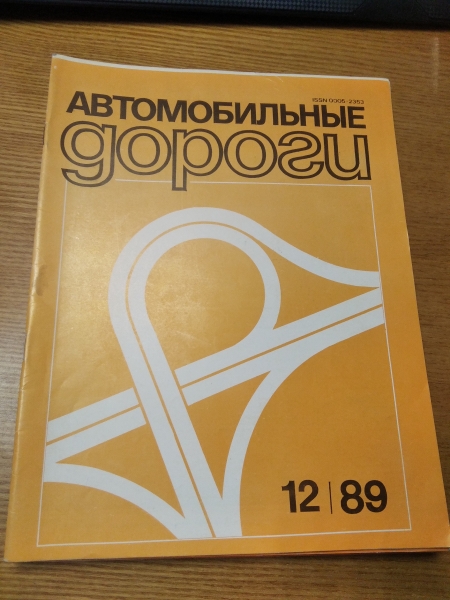 ISSN 0005-2353
АВТОМОБИЛЬНЫЕ
дороги
12 | 89